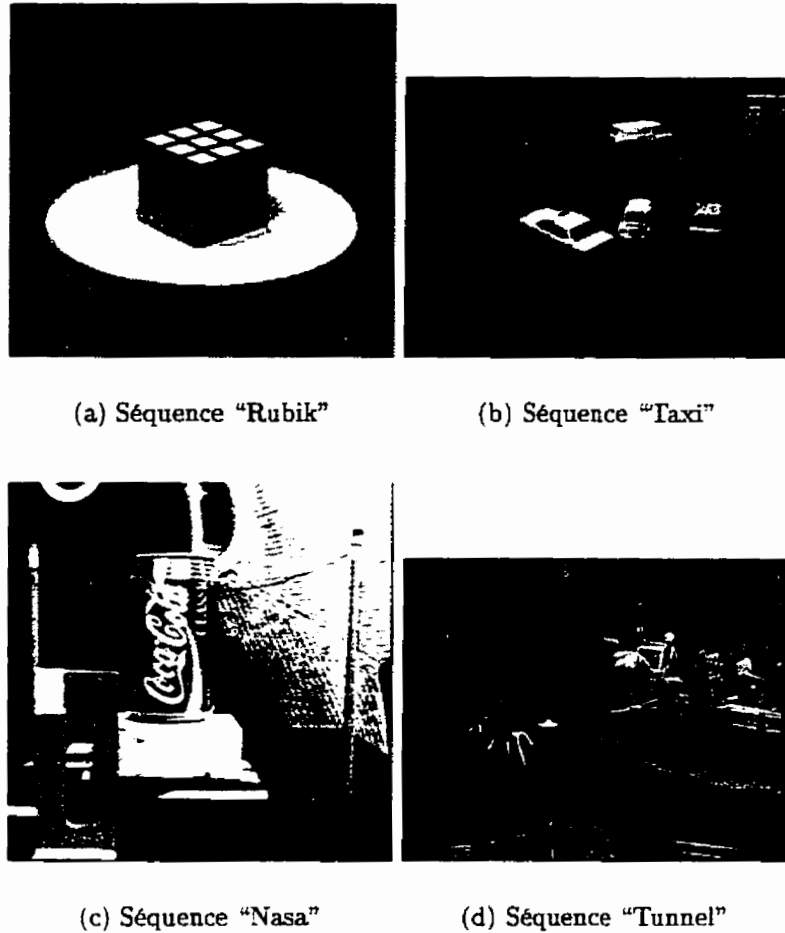 (a) Séquence “Rubik”
(b) Séquence “Taxi”
Coca-Cola
(c) Séquence “Nasa”
(d) Séquence “Tunnel”